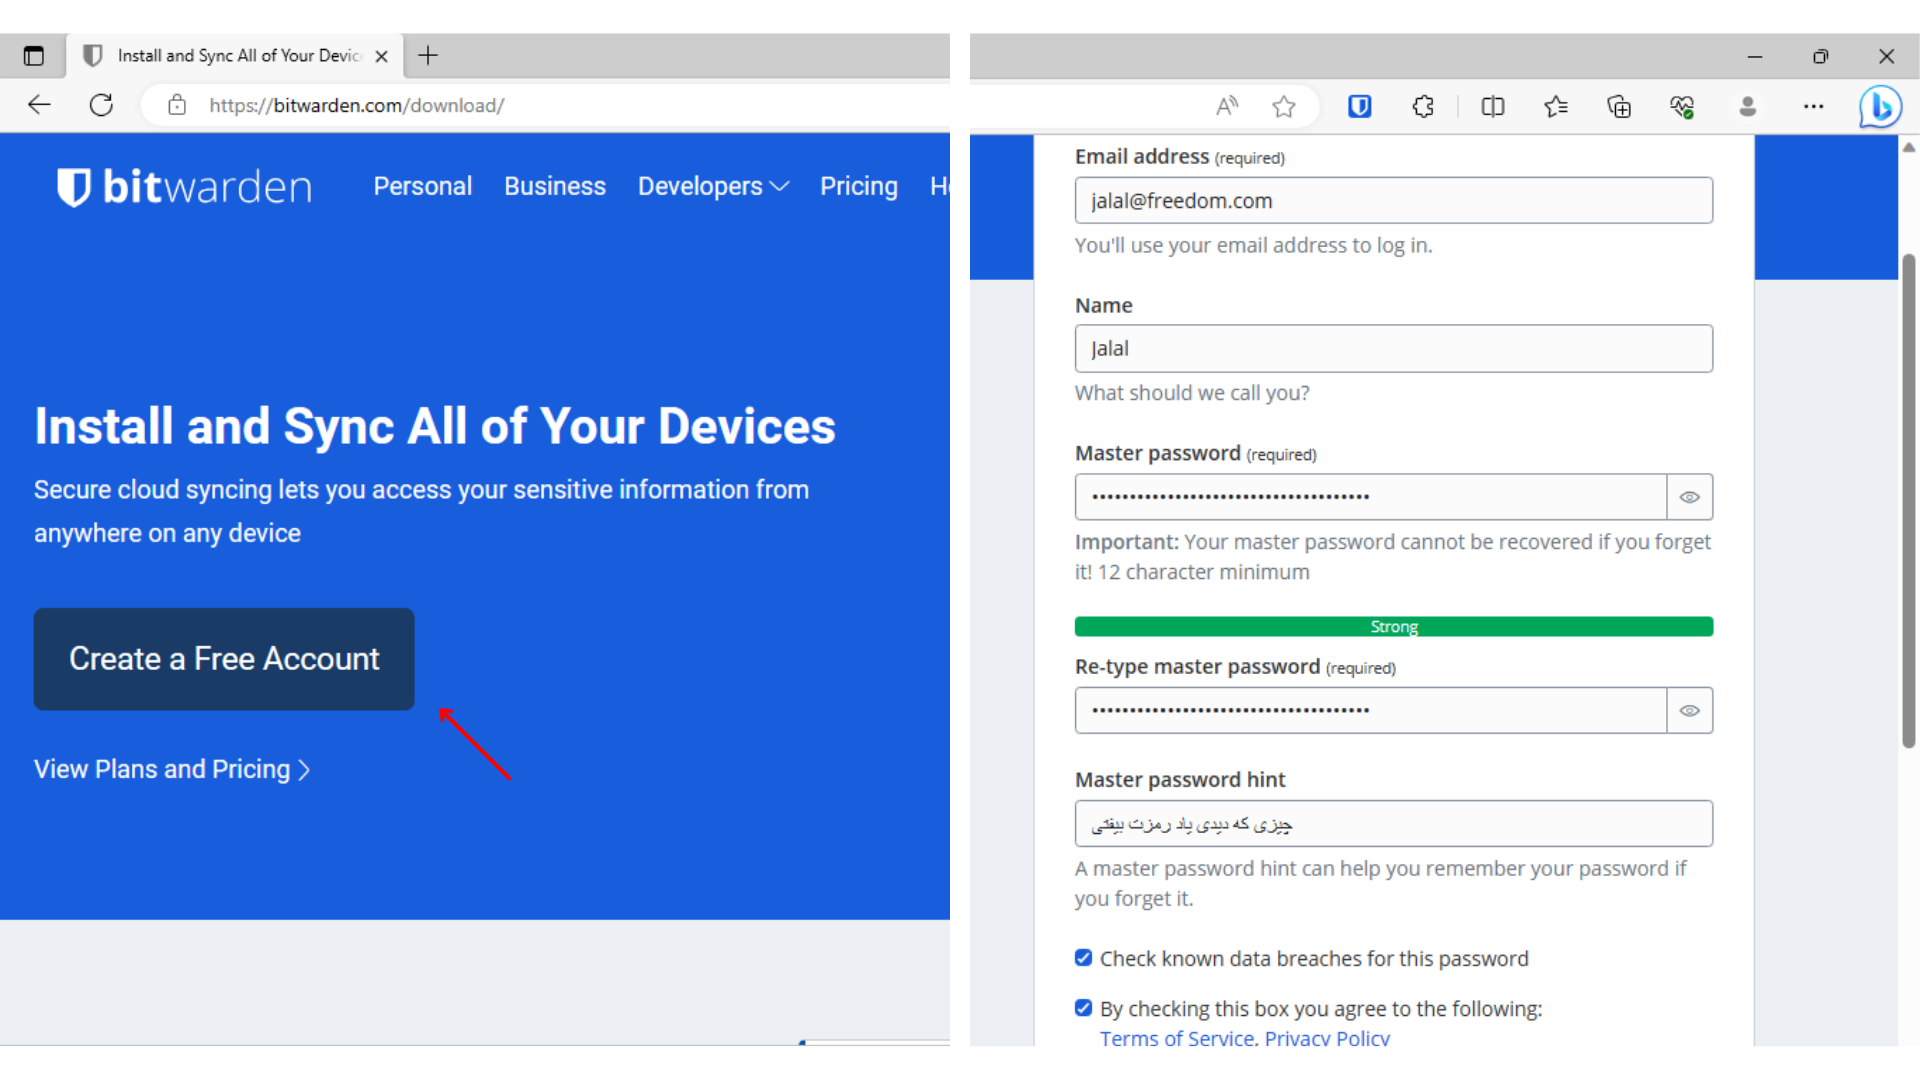 Install and Sync All of Your Devic
https://bitwarden.com/download/
bitwarden
Personal
Business
Developers
Pricing
Install and Sync All of Your Devices
Secure cloud syncing lets you access your sensitive information from
anywhere on any device
Create a Free Account
View Plans and Pricing
Email address (required)
jalal@freedom.com
You'll use your email address to log in.
Name
Jalal
What should we call you?
Master password (required)
Important: Your master password cannot be recovered if you forget
it! 12 character minimum
Strong
Re-type master password (required)
Master password hint
چیزی که دیدی یاد رمزت بیفتی
A master password hint can help you remember your password if
you forget it.
Check known data breaches for this password
By checking this box you agree to the following:
Terms of Service, Privacy Policy